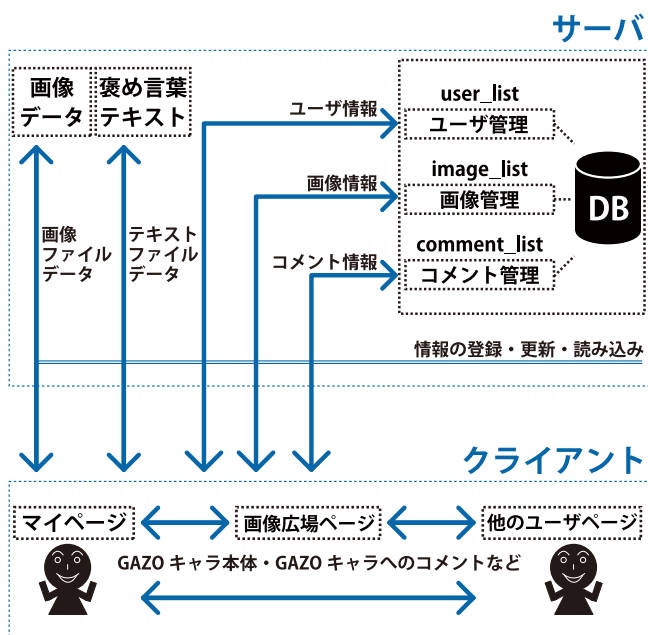 サーバ
画像
データ
褒め言葉
テキスト
user_list
ユーザ管理
image_list
画像管理
comment_list
コメント管理
DB
ユーザ情報
画像情報
コメント情報
画像
ファイル
データ
テキスト
ファイル
データ
情報の登録・更新・読み込み
クライアント
マイページ
画像広場ページ
他のユーザページ
GAZO キャラ本体・GAZO キャラへのコメントなど